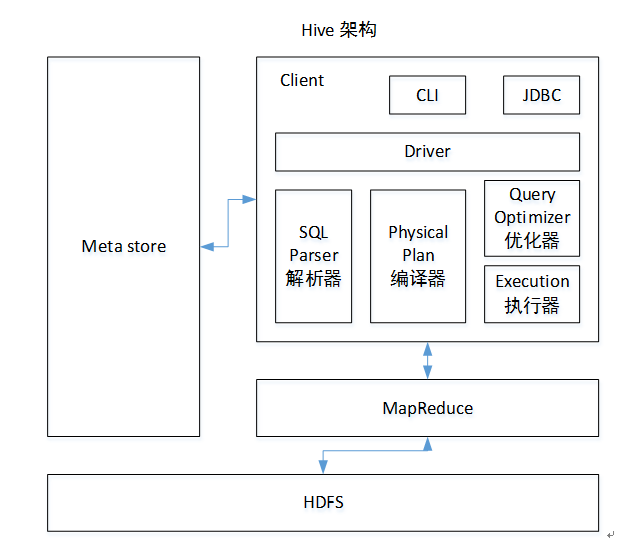 Hive 架构
Client
CLI
JDBC
Driver
Meta store
SQL
Parser
解析器
Physical
Plan
编译器
Query
Optimizer
优化器
Execution
执行器
MapReduce
HDFS